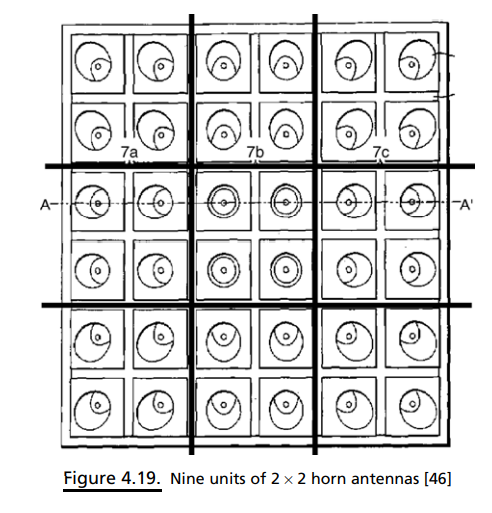 7a 7b 7c
A A'
Figure 4.19. Nine units of 2 × 2 horn antennas [46]